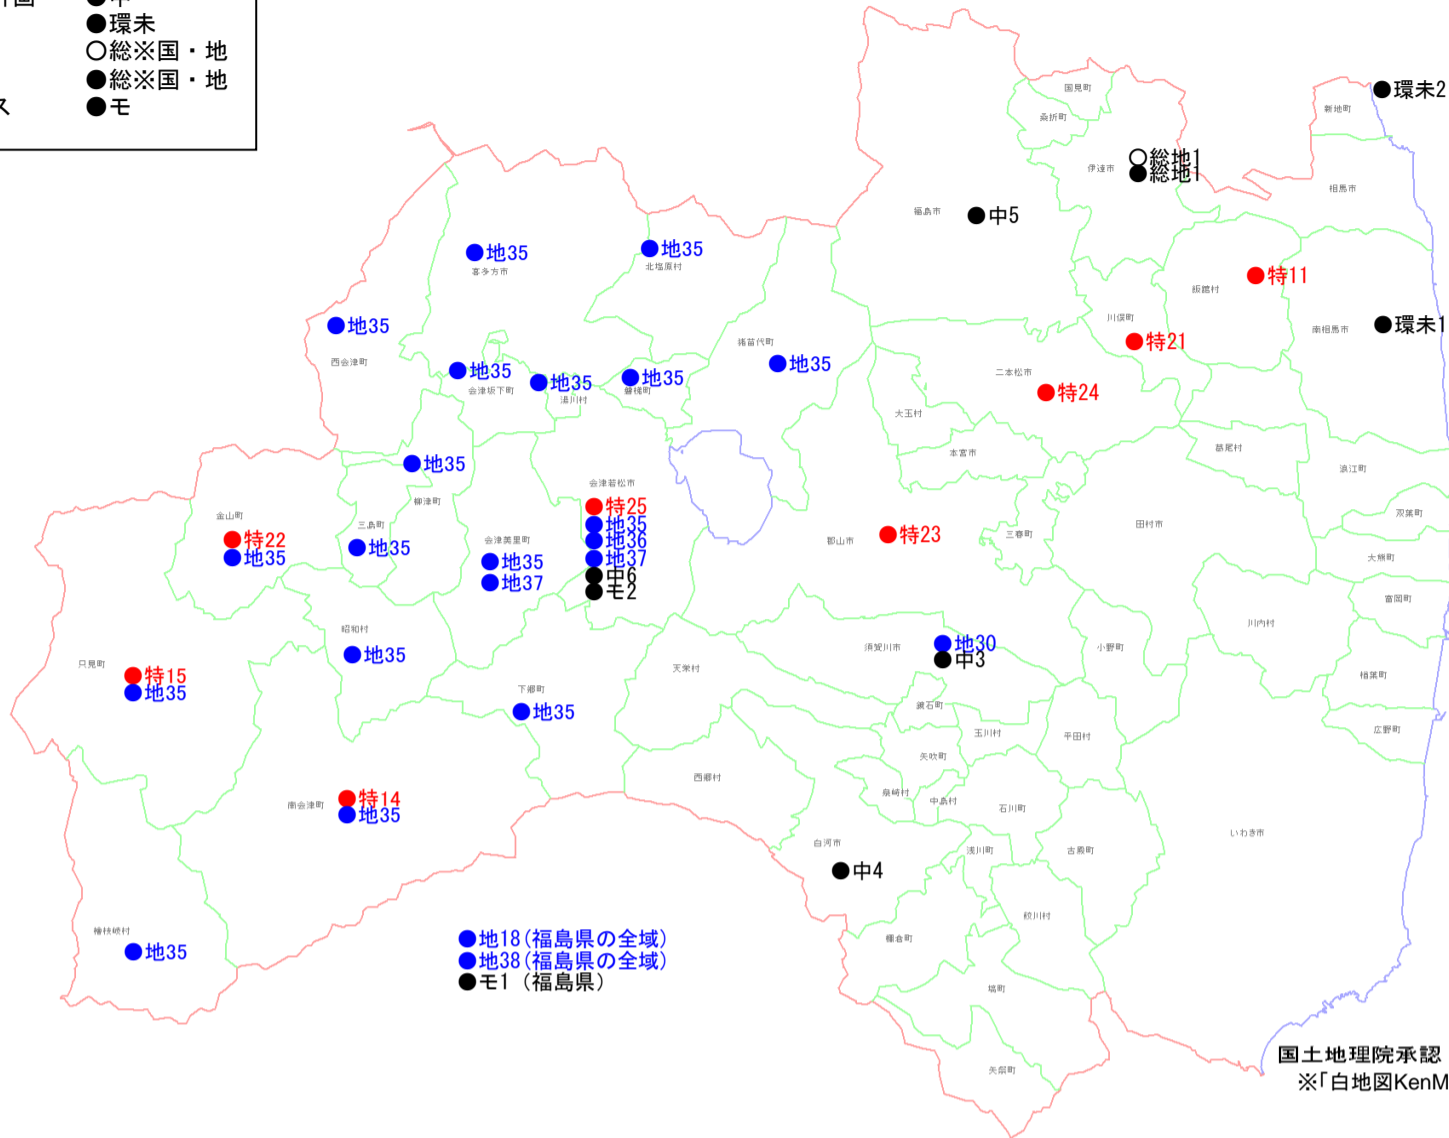 ●環未
○総※国・地
●総※国・地
ス ●モ
国見町
桑折町
新地町
●環未2
伊達市
○総地1
●総地1
相馬市
福島市
●中5
●地35
喜多方市
●地35
北塩原村
飯舘村
●特11
川俣町
●特21
南相馬市
●環未1
●地35
西会津町
猪苗代町
●地35
●地35
会津坂下町
●地35
湯川村
●地35
磐梯町
二本松市
●特24
大玉村
本宮市
葛尾村
浪江町
●地35
柳津町
会津若松市
●特25
●地35
●地36
●地37
●中6
●モ2
金山町
●特22
●地35
三島町
●地35
会津美里町
●地35
●地37
郡山市
●特23
三春町
田村市
双葉町
大熊町
富岡町
川内村
楢葉町
広野町
昭和村
●地35
只見町
●特15
●地35
下郷町
●地35
天栄村
須賀川市
●地30
●中3
小野町
鏡石町
玉川村
平田村
矢吹町
西郷村
泉崎村
中島村
石川町
南会津町
●特14
●地35
白河市
●中4
浅川町
古殿町
いわき市
鮫川村
棚倉町
檜枝岐村
●地35
●地18(福島県の全域)
●地38(福島県の全域)
●モ1（福島県）
塙町
矢祭町
国土地理院承認
※「白地図KenM